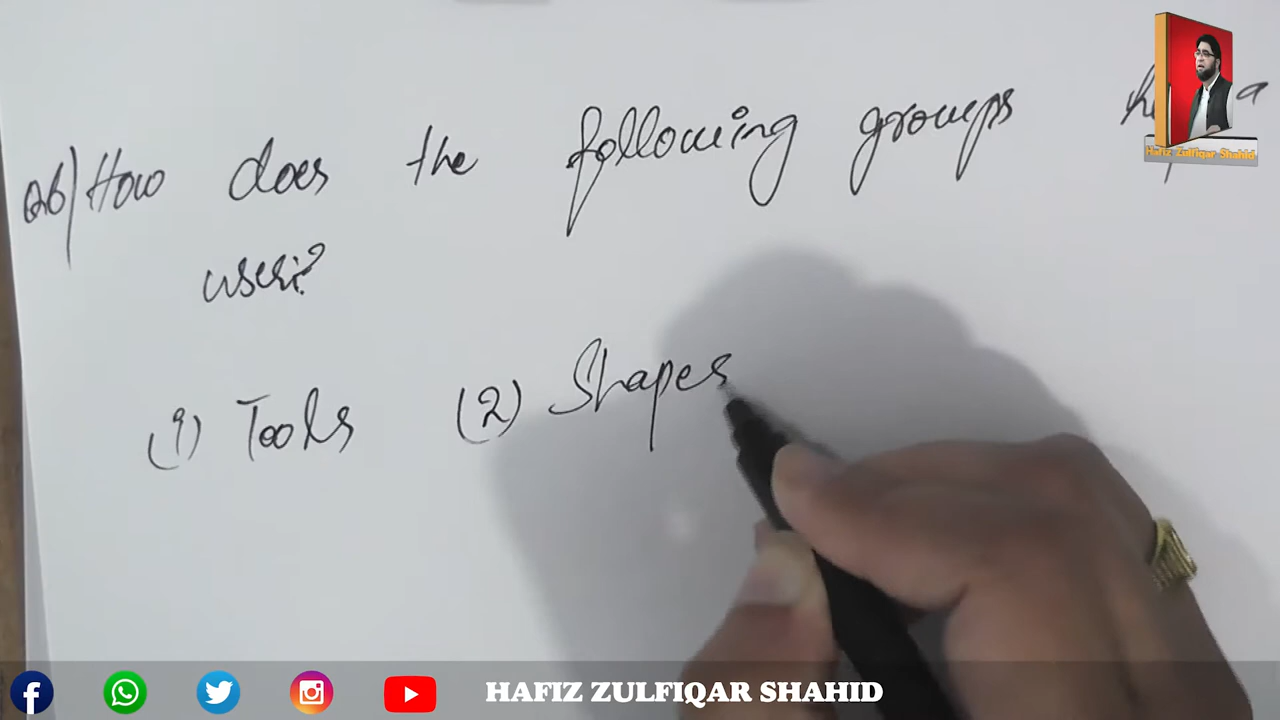 Q6) How does the following groups a
user?
(1) Tools (2) Shapes
Hafiz Zulfiqar Shahid
HAFIZ ZULFIQAR SHAHID